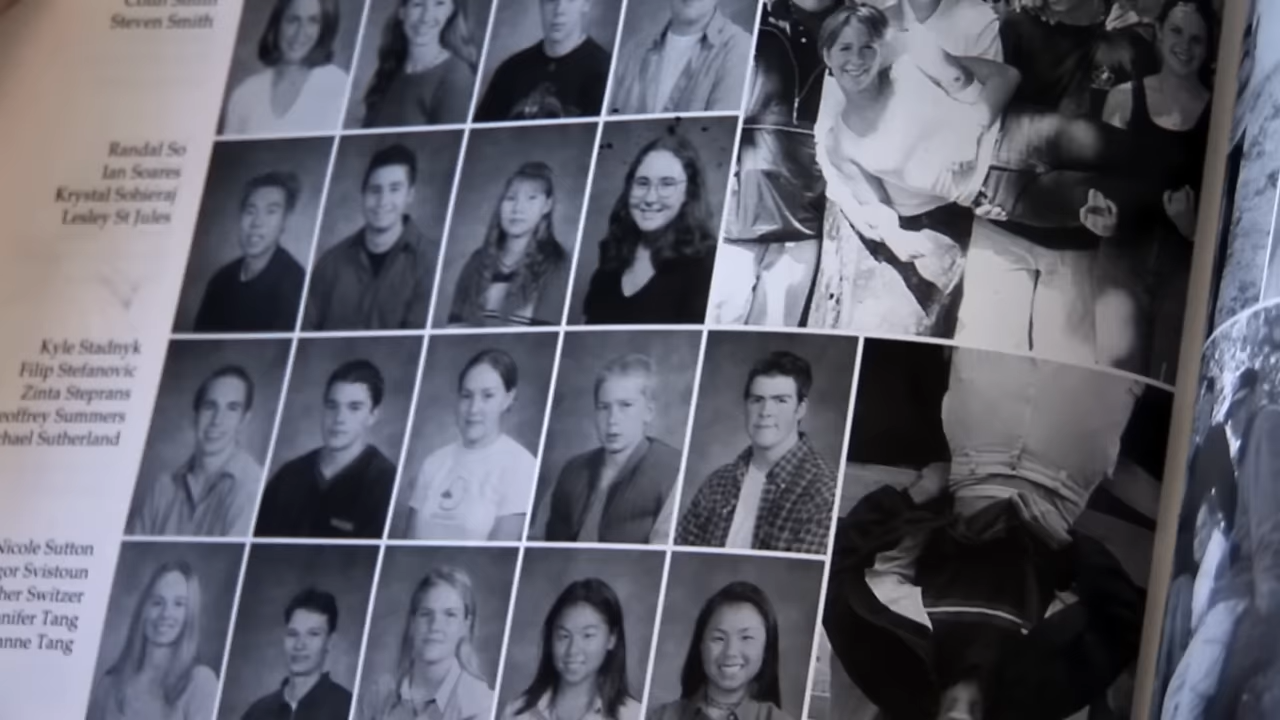 Steven Smith
Randal So
Ian Soares
Krystal Sobieraj
Lesley St Jules
Kyle Stadnyk
Filip Stefanovic
Zinta Steprans
eoffrey Summers
chael Sutherland
Nicole Sutton
gor Svistoun
her Switzer
nnifer Tang
anne Tang